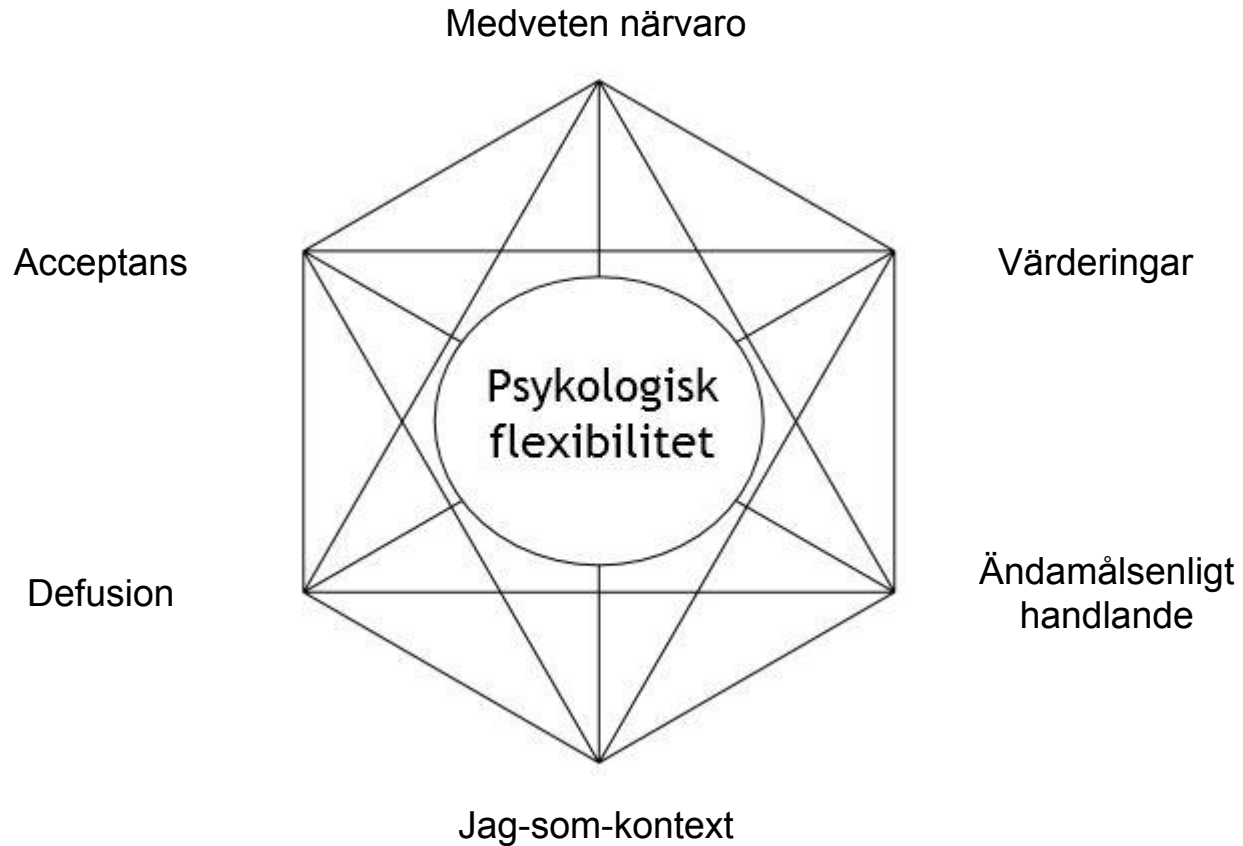 Medveten närvaro
Acceptans
Värderingar
Psykologisk
flexibilitet
Defusion
Ändamålsenligt
handlande
Jag-som-kontext